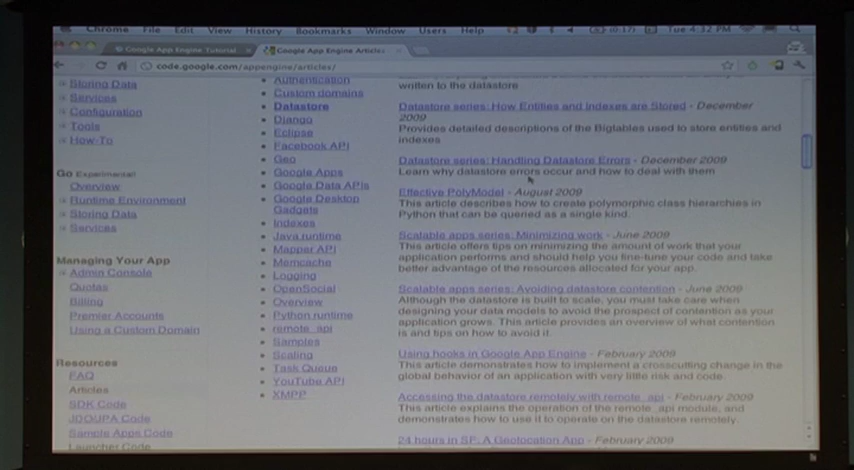 Chrome File Edit View History Bookmarks Window Users Help (0:17) Tue 4:32 PM
Google App Engine Tutorial
Google App Engine Articles
code.google.com/appengine/articles/
Storing Data
Services
Configuration
Tools
How-To
Go Experimental!
Overview
Runtime Environment
Storing Data
Services
Managing Your App
Admin Console
Quotas
Billing
Premier Accounts
Using a Custom Domain
Resources
FAQ
Articles
SDK Code
JDO/JPA Code
Sample Apps Code
Launcher Code
Authentication
Custom domains
Datastore
Django
Eclipse
Facebook API
Geo
Google Apps
Google Data APIs
Google Desktop
Gadgets
Indexes
Java runtime
Mapper API
Memcache
Logging
OpenSocial
Overview
Python runtime
remote_api
Samples
Scaling
Task Queue
YouTube API
XMPP
written to the datastore
Datastore series: How Entities and Indexes are Stored - December
2009
Provides detailed descriptions of the Bigtables used to store entities and
indexes
Datastore series: Handling Datastore Errors - December 2009
Learn why datastore errors occur and how to deal with them
Effective PolyModel - August 2009
This article describes how to create polymorphic class hierarchies in
Python that can be queried as a single kind.
Scalable apps series: Minimizing work - June 2009
This article offers tips on minimizing the amount of work that your
application performs and should help you fine-tune your code and take
better advantage of the resources allocated for your app.
Scalable apps series: Avoiding datastore contention - June 2009
Although the datastore is built to scale, you must take care when
designing your data models to avoid the prospect of contention as your
application grows. This article provides an overview of what contention
is and tips on how to avoid it.
Using hooks in Google App Engine - February 2009
This article demonstrates how to implement a crosscutting change in the
global behavior of an application with very little risk and code.
Accessing the datastore remotely with remote_api - February 2009
This article explains the operation of the remote_api module, and
demonstrates how to use it to operate on the datastore remotely.
24 hours in SF: A Geolocation App - February 2009